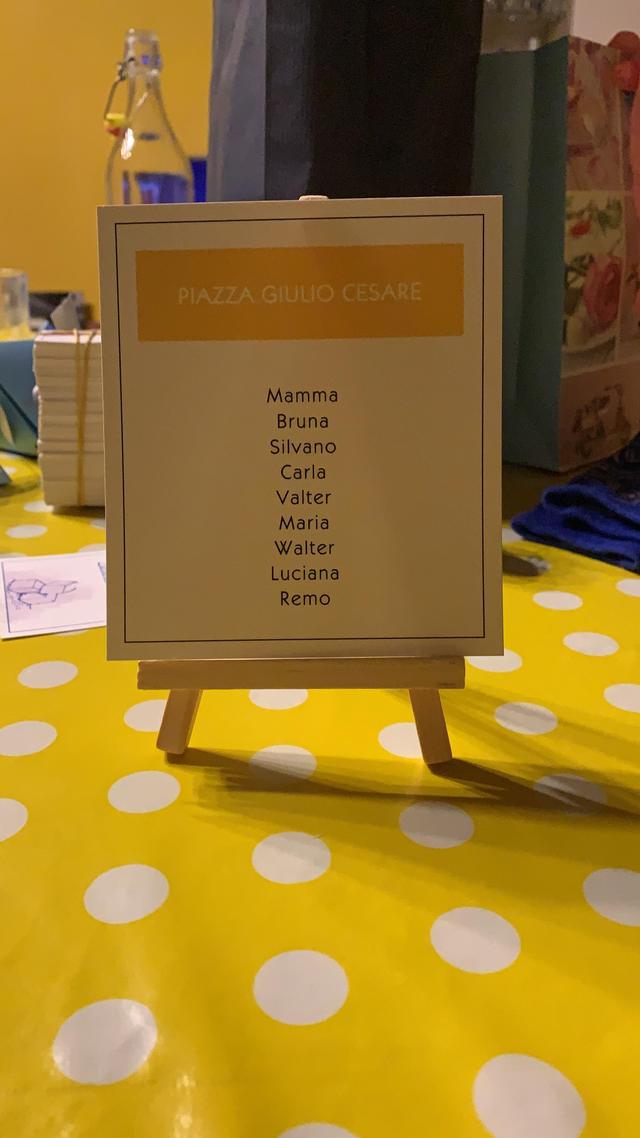 PIAZZA GIULIO CESARE
Mamma
Bruna
Silvano
Carla
Valter
Maria
Walter
Luciana
Remo